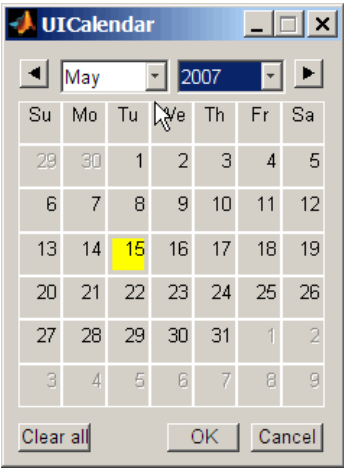 UICalendar
May 2007
Su Mo Tu We Th Fr Sa
29 30 1 2 3 4 5
6 7 8 9 10 11 12
13 14 15 16 17 18 19
20 21 22 23 24 25 26
27 28 29 30 31 1 2
3 4 5 6 7 8 9
Clear all OK Cancel